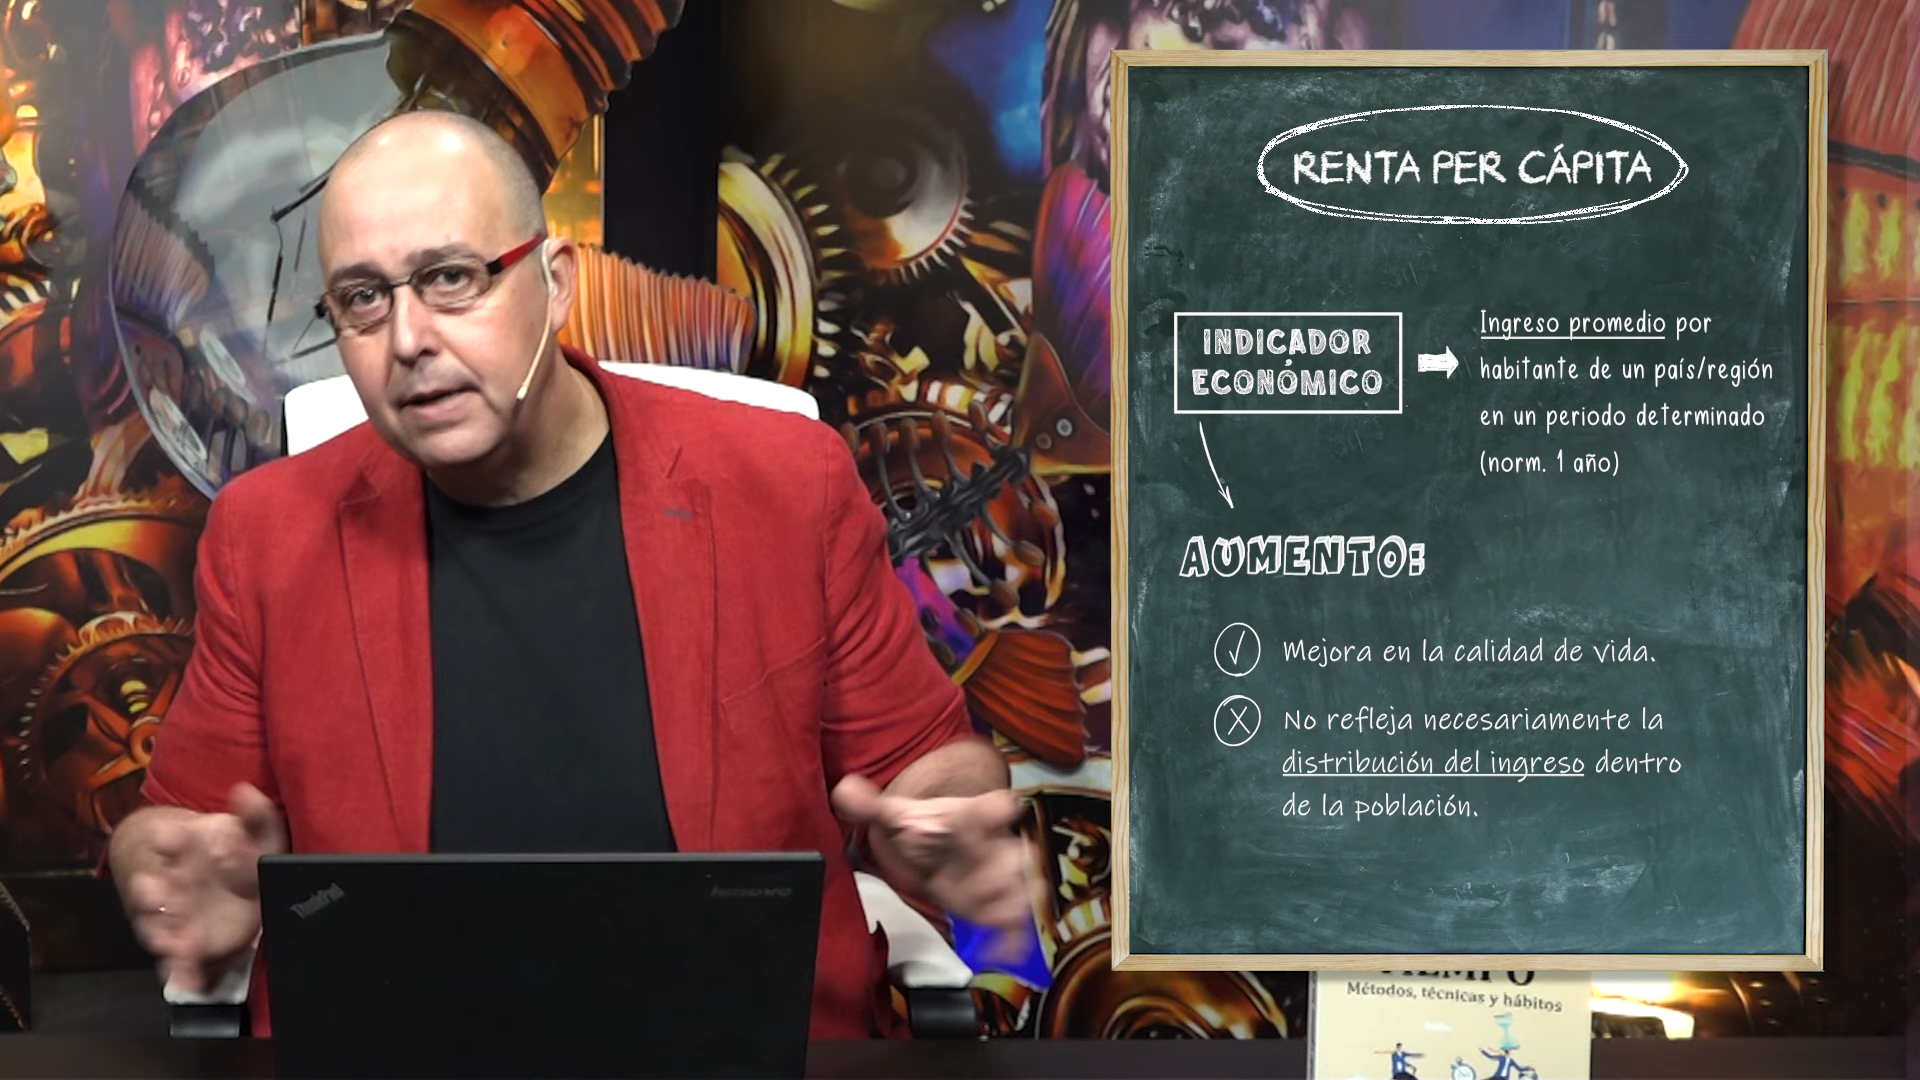 RENTA PER CÁPITA
INDICADOR
ECONÓMICO
Ingreso promedio por
habitante de un país/región
en un periodo determinado
(norm. 1 año)
AUMENTO:
Mejora en la calidad de vida.
No refleja necesariamente la
distribución del ingreso dentro
de la población.
ThinkPad
lenovo
TIEMPO
Métodos, técnicas y hábitos